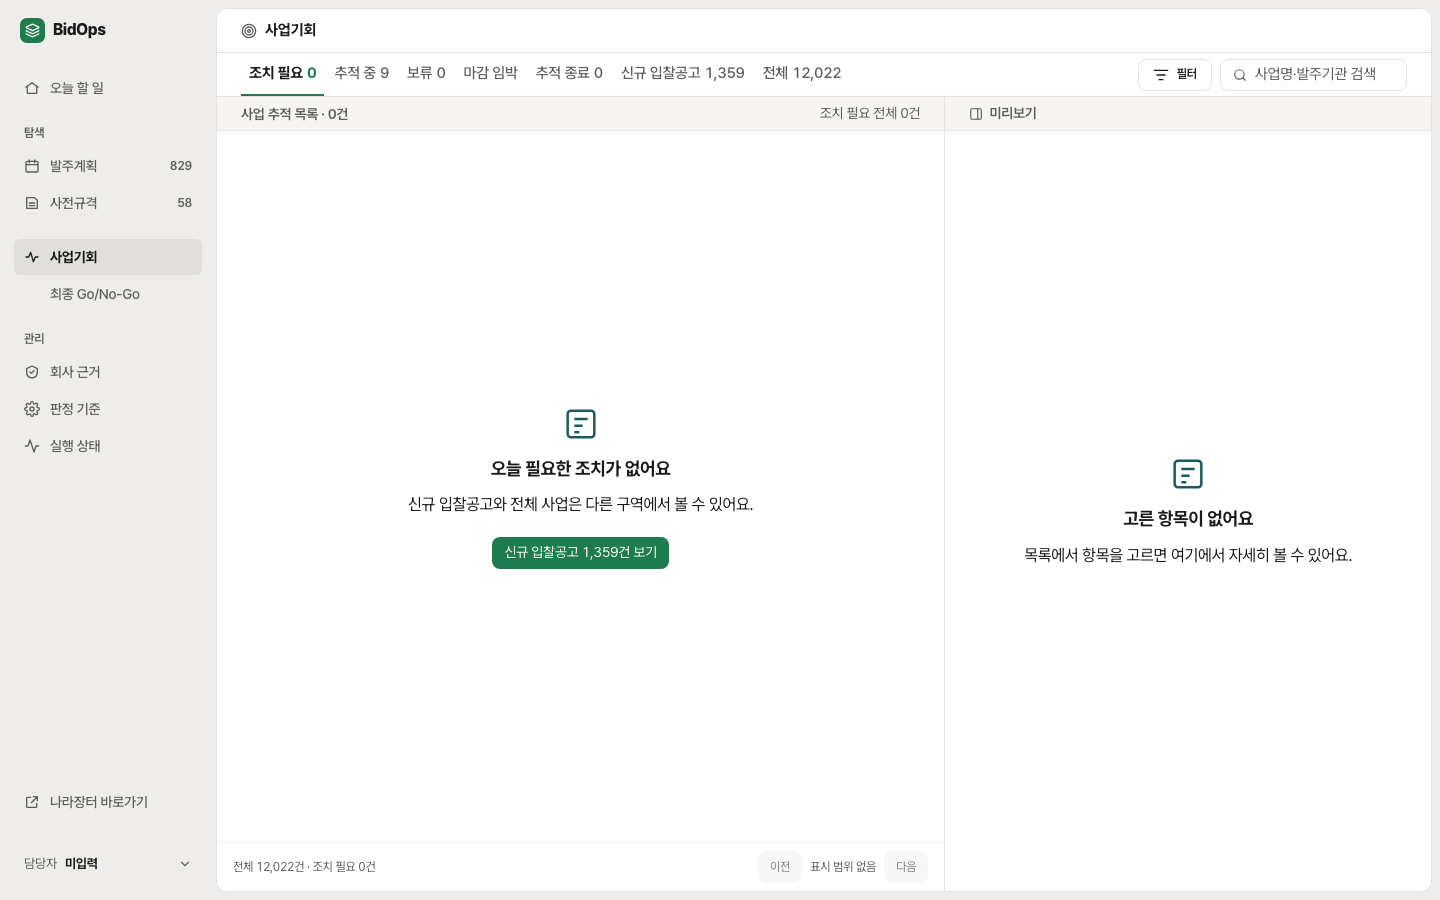 BidOps
오늘 할 일
탐색
발주계획 829
사전규격 58
사업기회
최종 Go/No-Go
관리
회사 근거
판정 기준
실행 상태
나라장터 바로가기
담당자 미입력
사업기회
조치 필요 0 추적 중 9 보류 0 마감 임박 추적 종료 0 신규 입찰공고 1,359 전체 12,022
필터 사업명·발주기관 검색
사업 추적 목록 · 0건 조치 필요 전체 0건
오늘 필요한 조치가 없어요
신규 입찰공고와 전체 사업은 다른 구역에서 볼 수 있어요.
신규 입찰공고 1,359건 보기
전체 12,022건 · 조치 필요 0건 이전 표시 범위 없음 다음
미리보기
고른 항목이 없어요
목록에서 항목을 고르면 여기에서 자세히 볼 수 있어요.